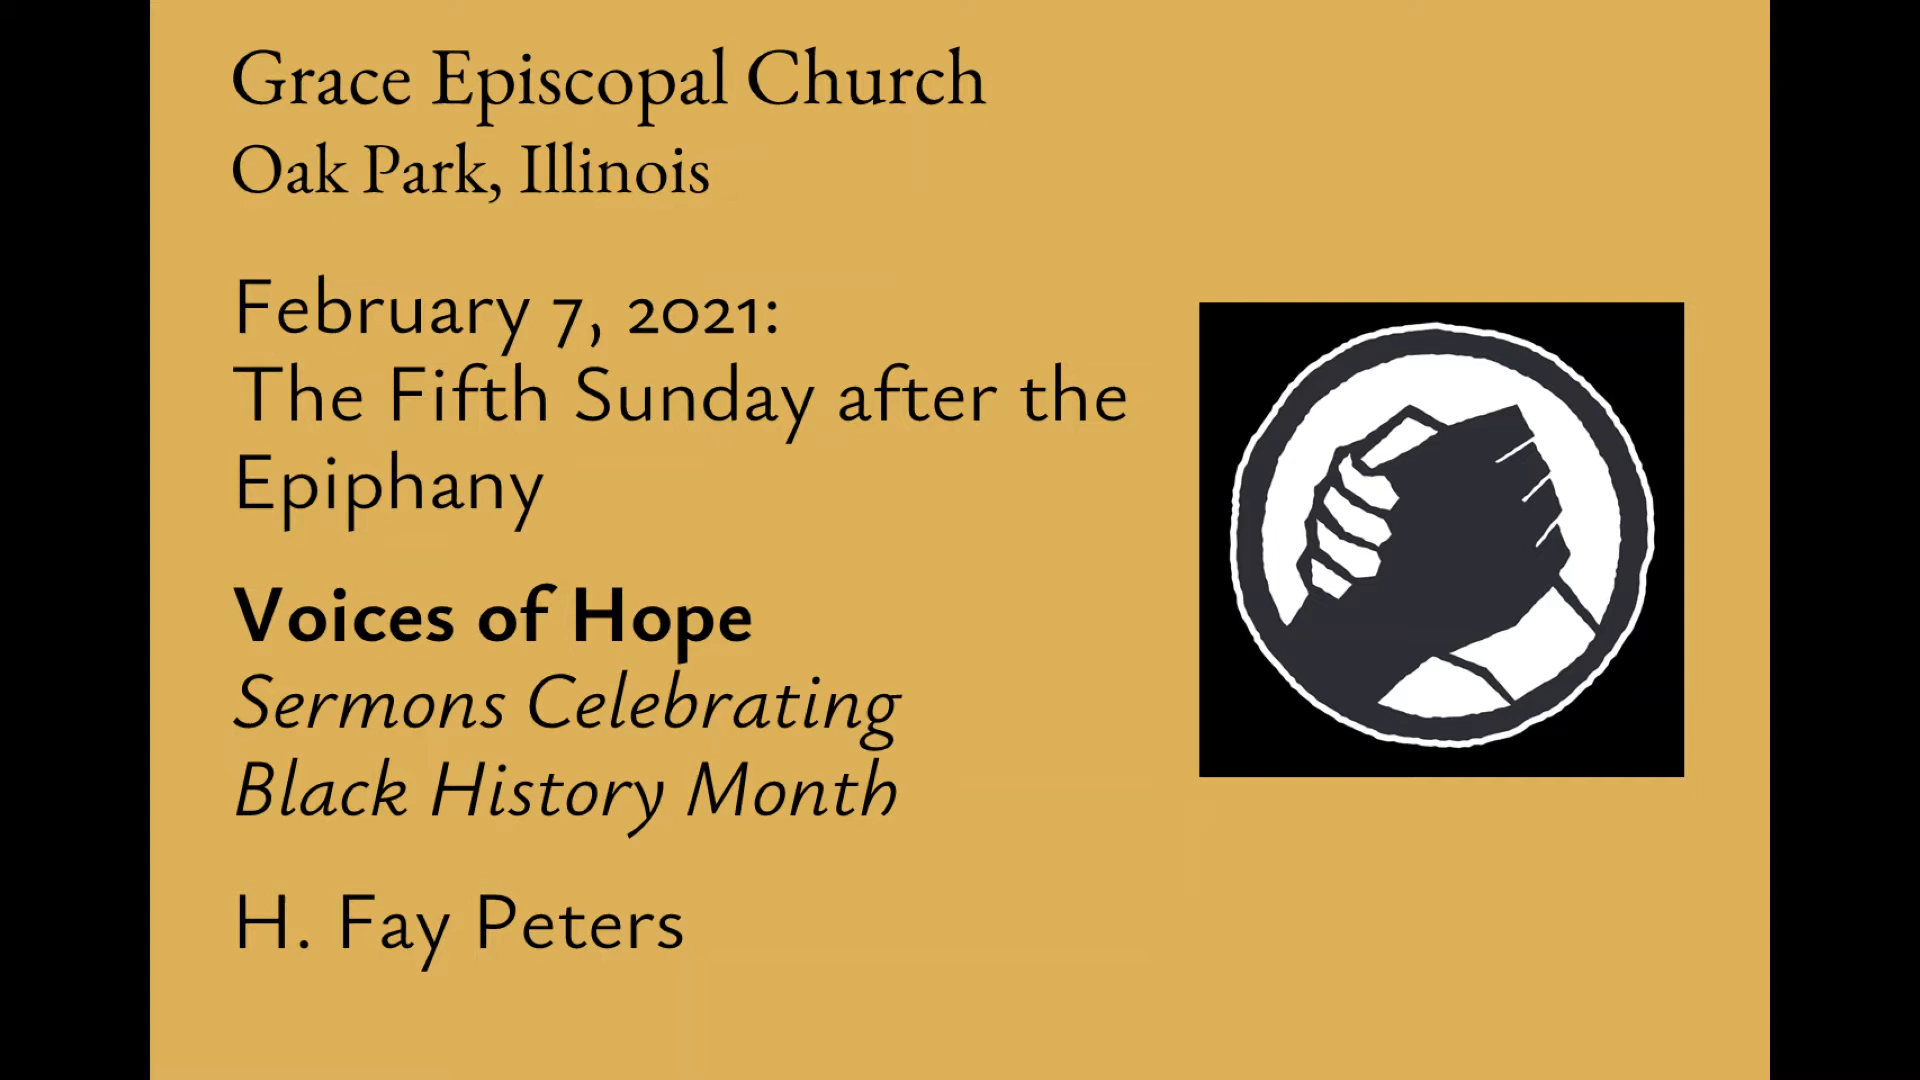 Grace Episcopal Church
Oak Park, Illinois
February 7, 2021:
The Fifth Sunday after the
Epiphany
Voices of Hope
Sermons Celebrating
Black History Month
H. Fay Peters